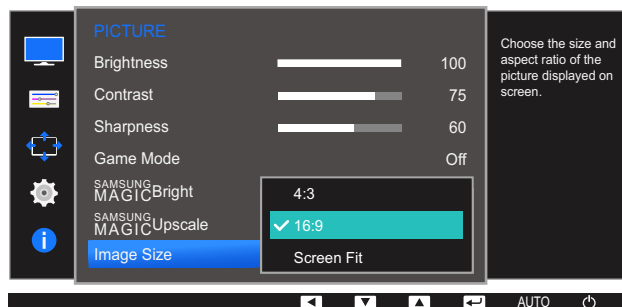 PICTURE
Brightness 100
Contrast 75
Sharpness 60
Game Mode Off
SAMSUNG
MAGICBright
SAMSUNG
MAGICUpscale
Image Size
4:3
16:9
Screen Fit
Choose the size and
aspect ratio of the
picture displayed on
screen.
AUTO